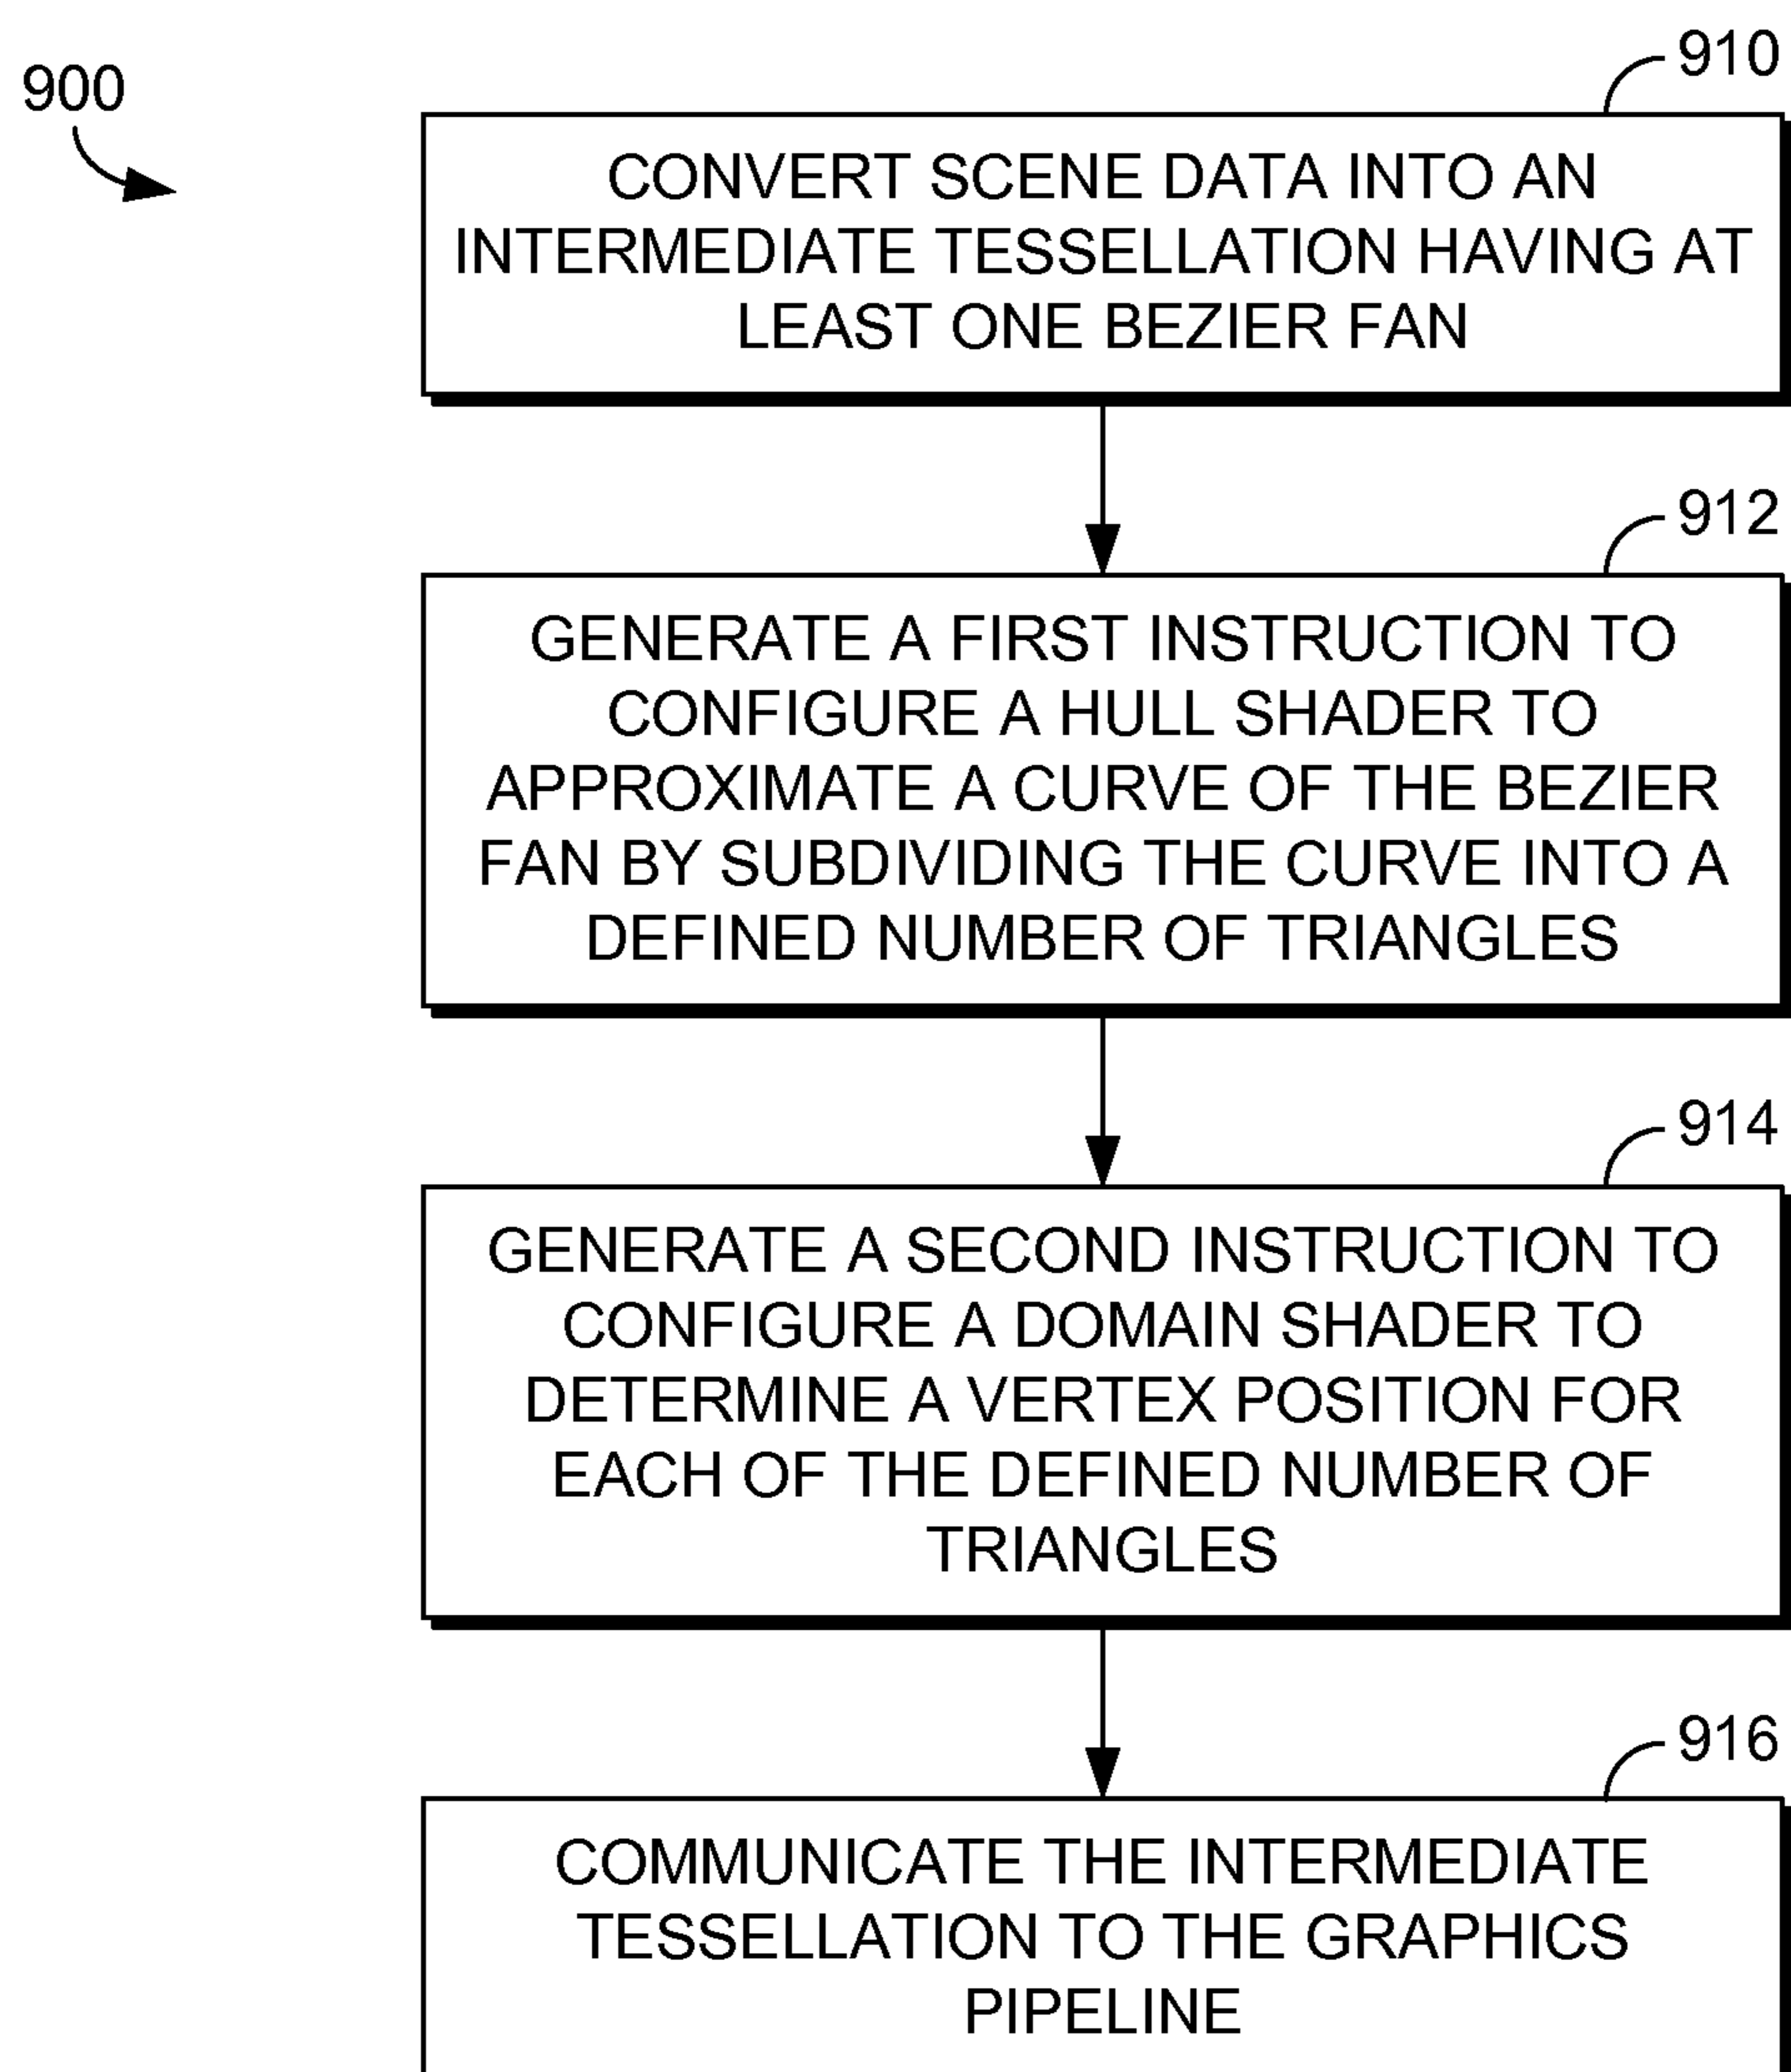 900
910
CONVERT SCENE DATA INTO AN
INTERMEDIATE TESSELLATION HAVING AT
LEAST ONE BEZIER FAN
912
GENERATE A FIRST INSTRUCTION TO
CONFIGURE A HULL SHADER TO
APPROXIMATE A CURVE OF THE BEZIER
FAN BY SUBDIVIDING THE CURVE INTO A
DEFINED NUMBER OF TRIANGLES
914
GENERATE A SECOND INSTRUCTION TO
CONFIGURE A DOMAIN SHADER TO
DETERMINE A VERTEX POSITION FOR
EACH OF THE DEFINED NUMBER OF
TRIANGLES
916
COMMUNICATE THE INTERMEDIATE
TESSELLATION TO THE GRAPHICS
PIPELINE